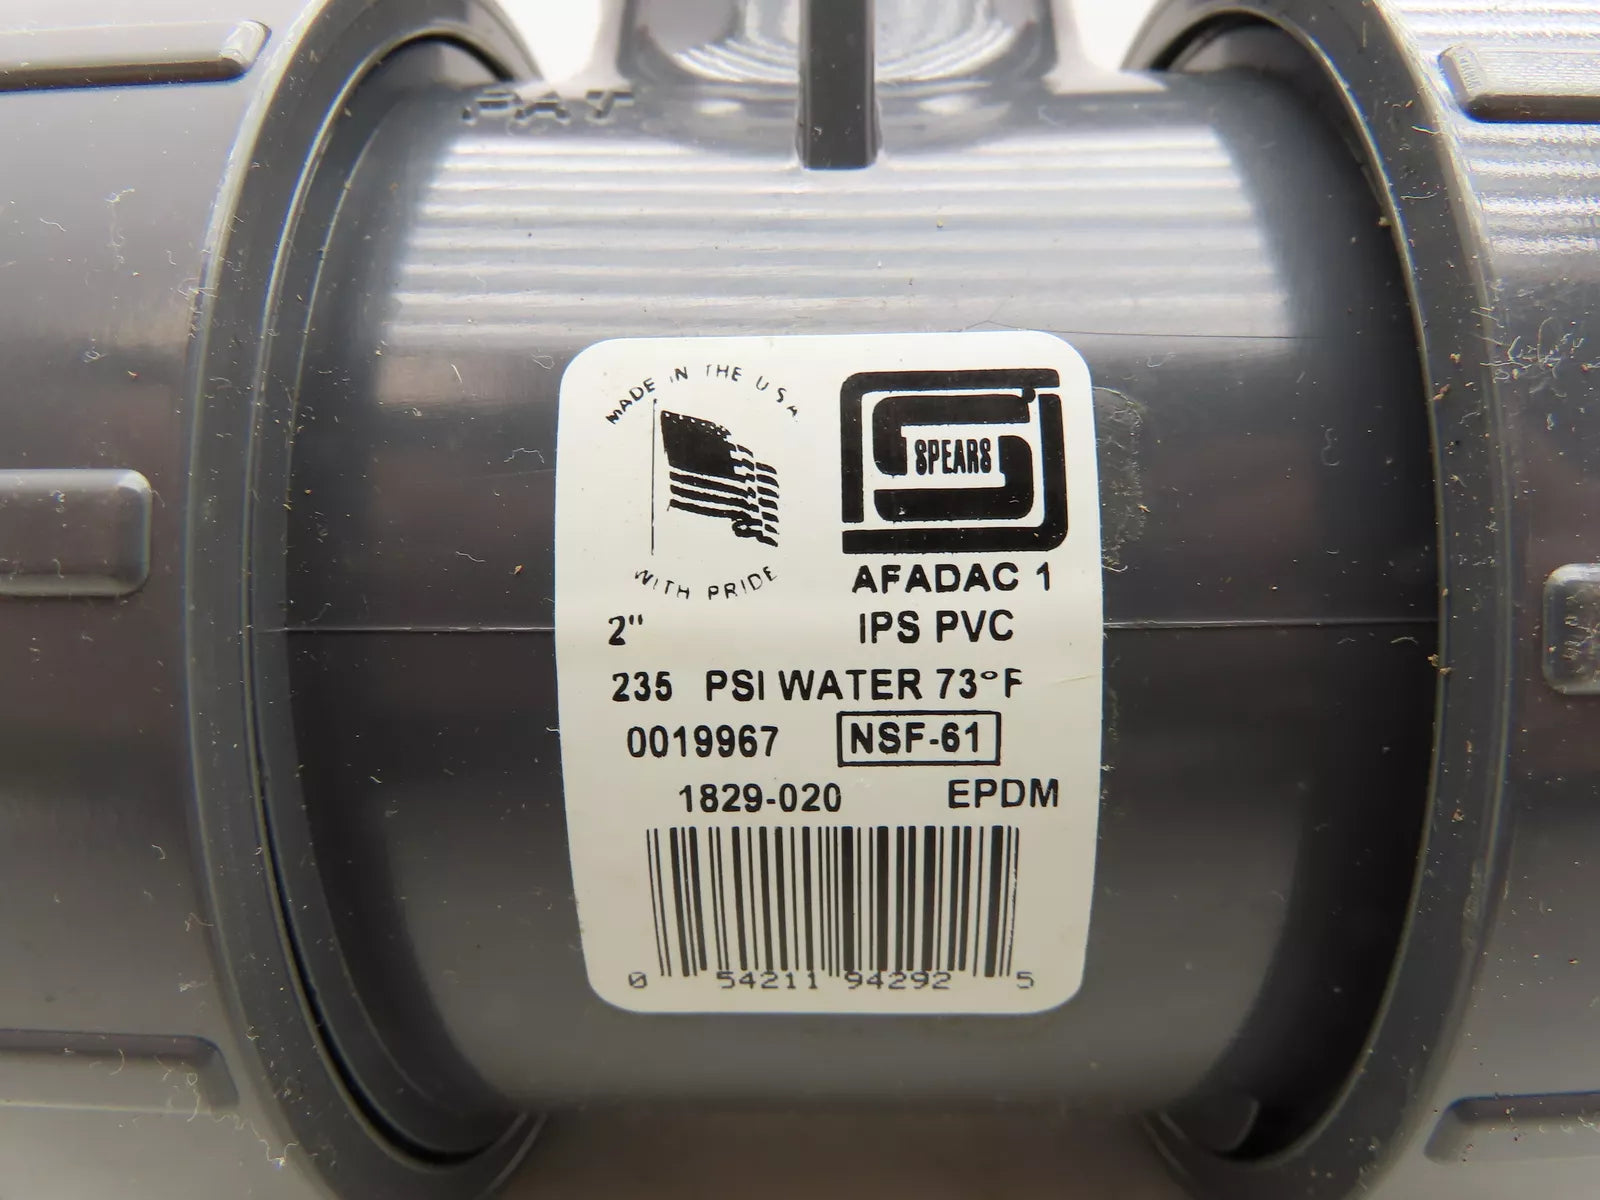 PAT
MADE IN THE USA
WITH PRIDE
SPEARS
AFADAC 1
2" IPS PVC
235 PSI WATER 73°F
0019967 NSF-61
1829-020 EPDM
0 54211 94292 5